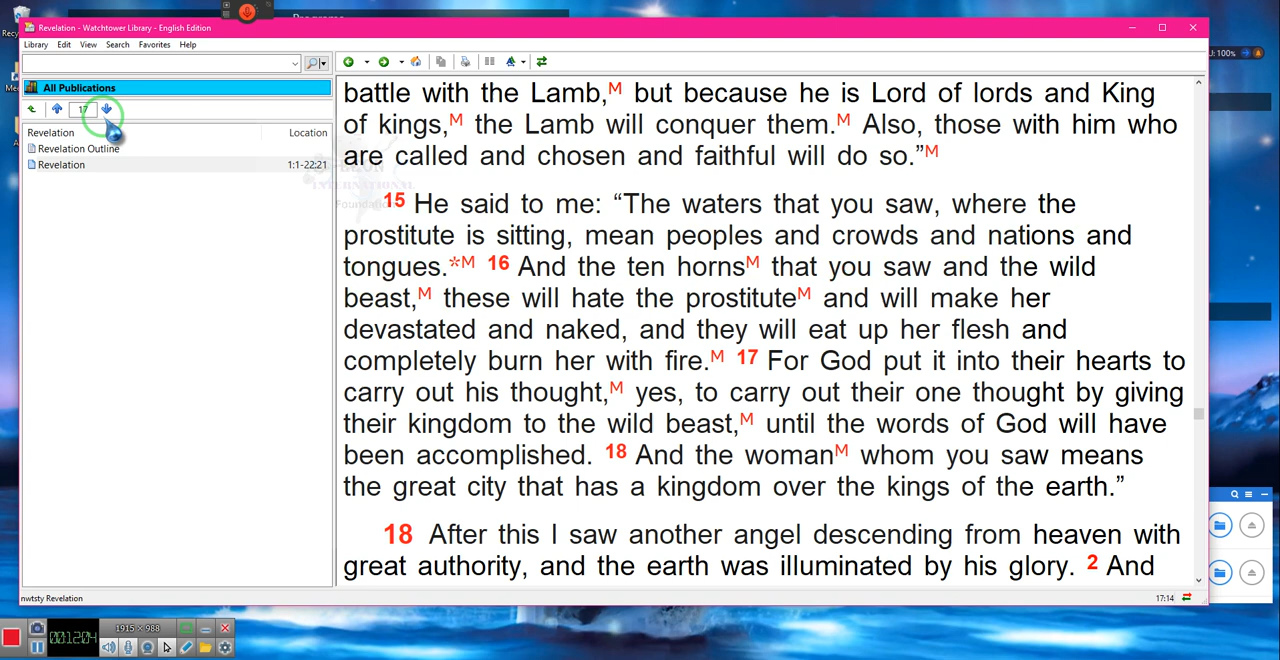 Revelation - Watchtower Library - English Edition
Library Edit View Search Favorites Help
All Publications
17
Revelation Location
Revelation Outline
Revelation 1:1-22:21
battle with the Lamb,M but because he is Lord of lords and King
of kings,M the Lamb will conquer them.M Also, those with him who
are called and chosen and faithful will do so.”M
15 He said to me: “The waters that you saw, where the
prostitute is sitting, mean peoples and crowds and nations and
tongues.*M 16 And the ten hornsM that you saw and the wild
beast,M these will hate the prostituteM and will make her
devastated and naked, and they will eat up her flesh and
completely burn her with fire.M 17 For God put it into their hearts to
carry out his thought,M yes, to carry out their one thought by giving
their kingdom to the wild beast,M until the words of God will have
been accomplished. 18 And the womanM whom you saw means
the great city that has a kingdom over the kings of the earth.”
18 After this I saw another angel descending from heaven with
great authority, and the earth was illuminated by his glory. 2 And
INTERNATIONAL
Foundation
nwtsty Revelation
17:14
J: 100%
1915 × 988
00:12:04